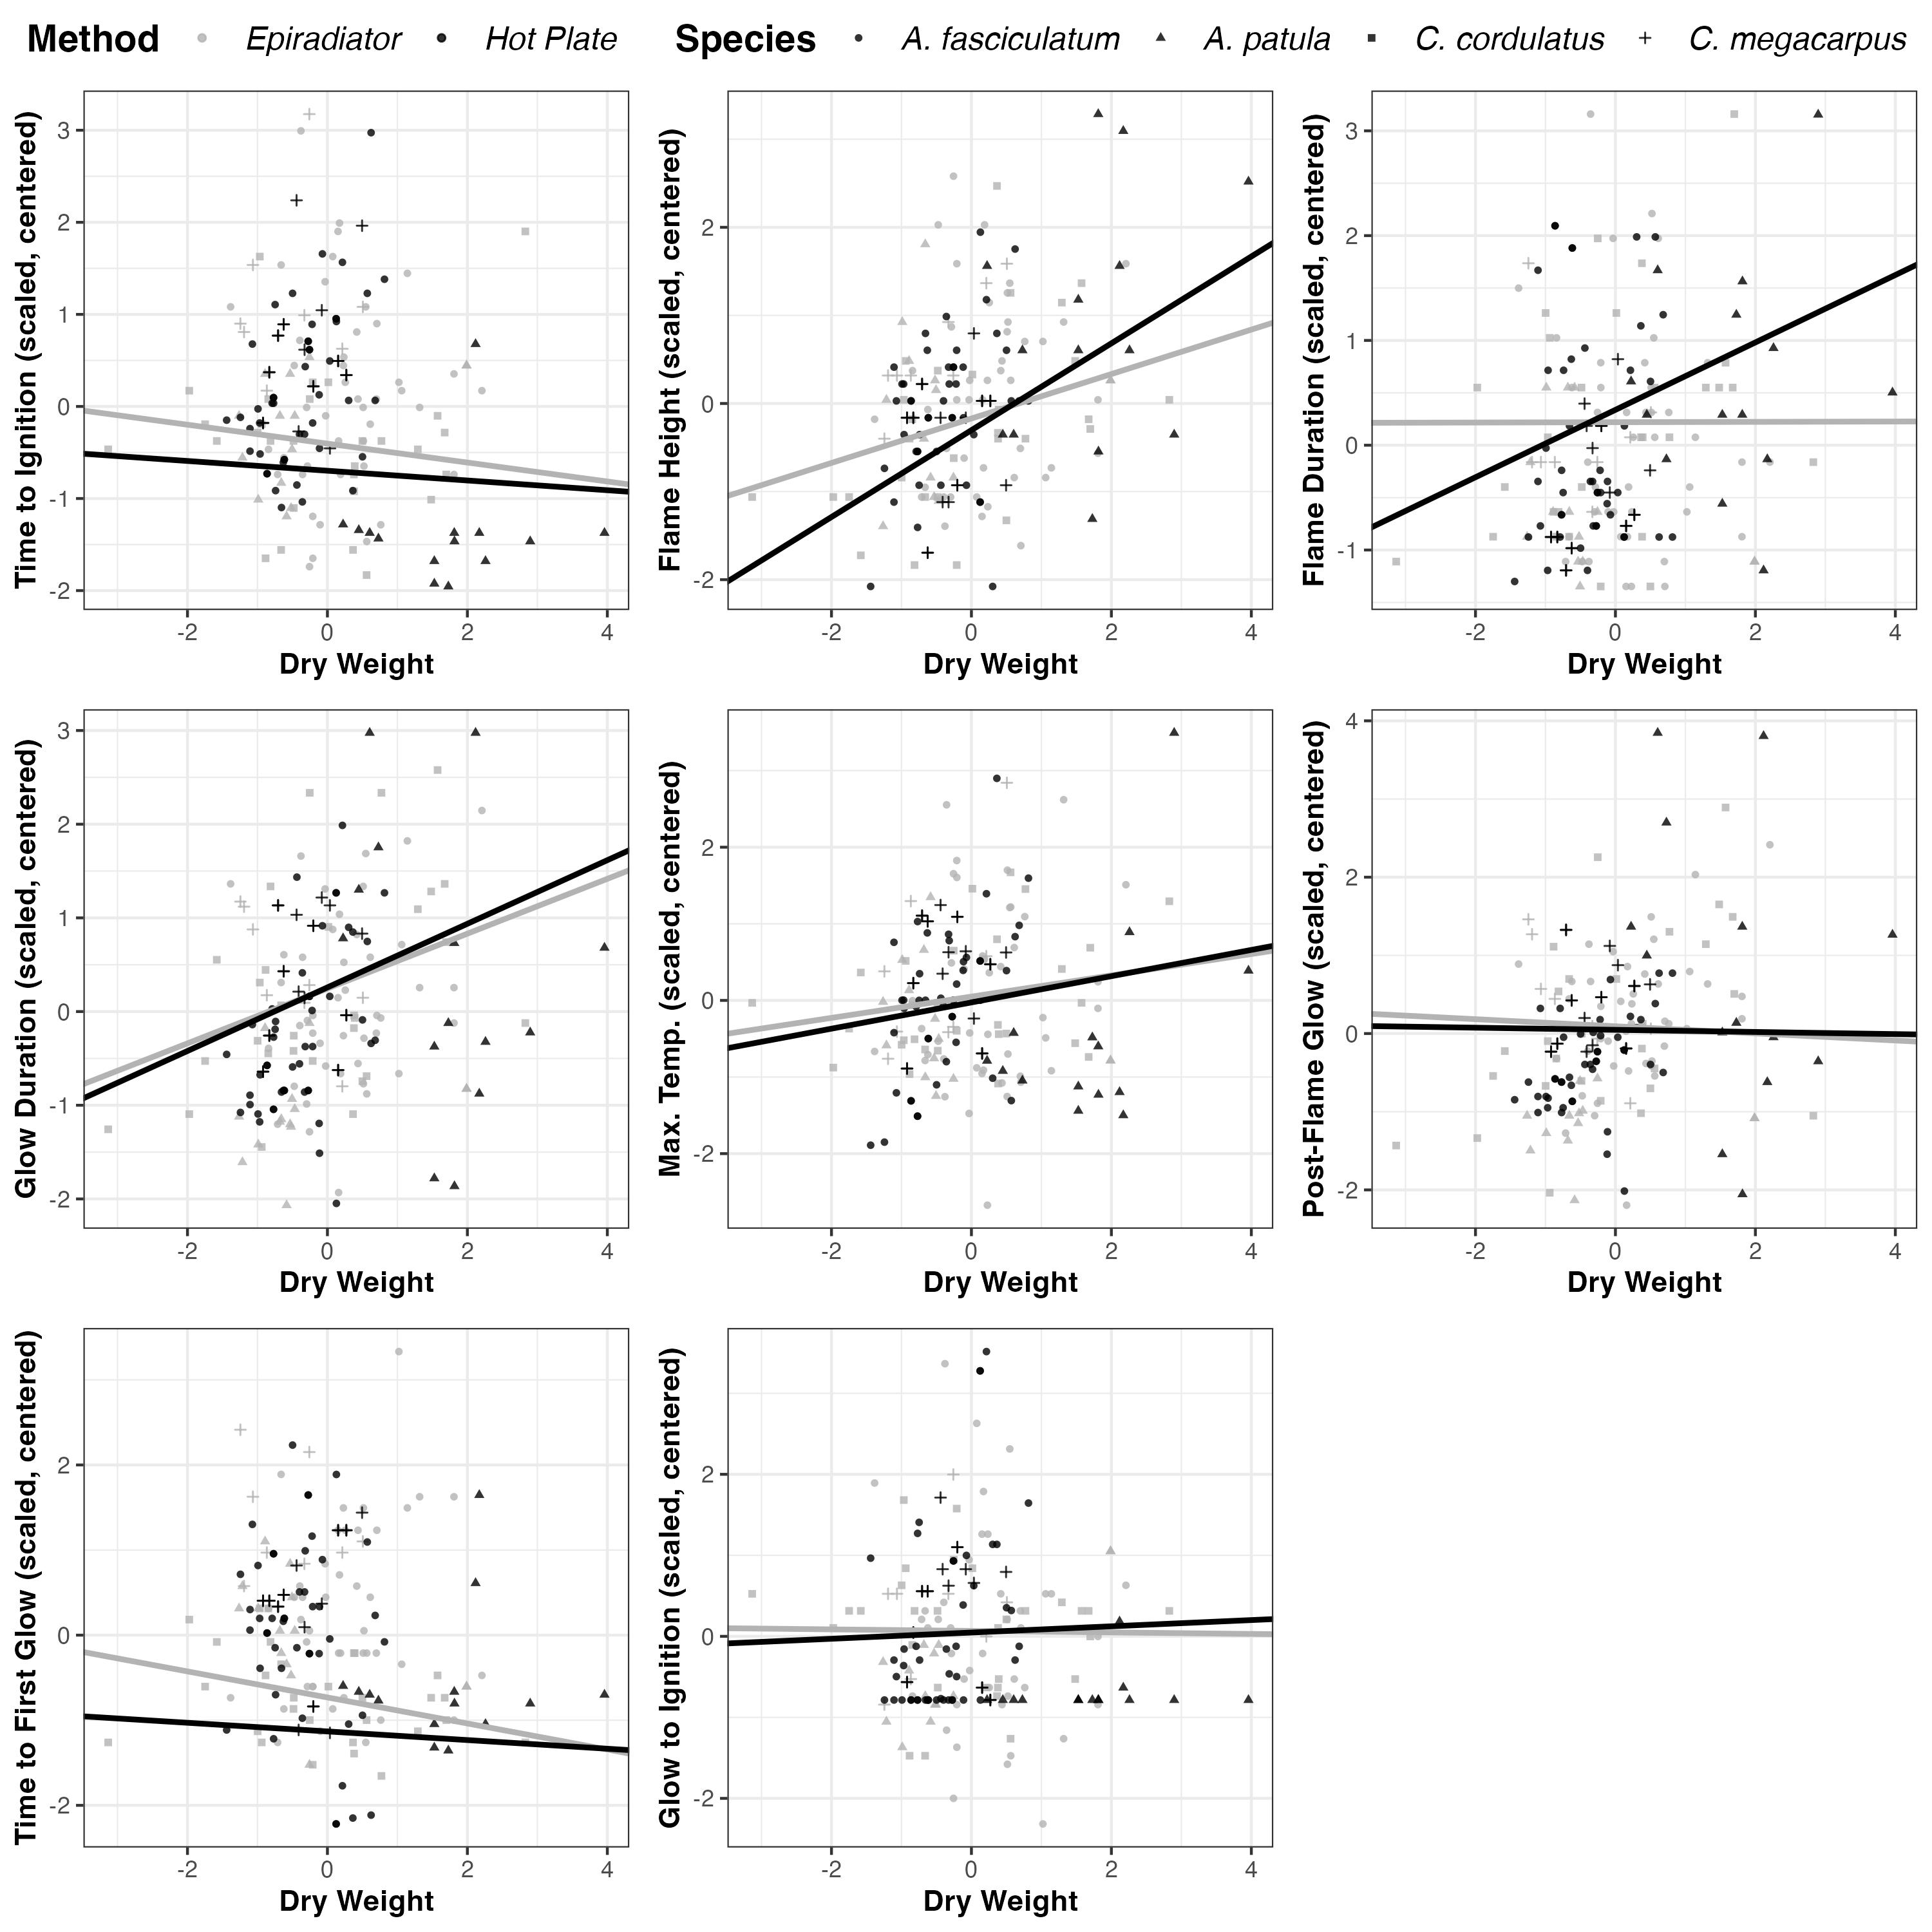 Method Epiradiator Hot Plate Species A. fasciculatum A. patula C. cordulatus C. megacarpus
Time to Ignition (scaled, centered)
3
2
1
0
-1
-2
-2 0 2 4
Dry Weight
Flame Height (scaled, centered)
2
0
-2
-2 0 2 4
Dry Weight
Flame Duration (scaled, centered)
3
2
1
0
-1
-2 0 2 4
Dry Weight
Glow Duration (scaled, centered)
3
2
1
0
-1
-2
-2 0 2 4
Dry Weight
Max. Temp. (scaled, centered)
2
0
-2
-2 0 2 4
Dry Weight
Post-Flame Glow (scaled, centered)
4
2
0
-2
-2 0 2 4
Dry Weight
Time to First Glow (scaled, centered)
2
0
-2
-2 0 2 4
Dry Weight
Glow to Ignition (scaled, centered)
2
0
-2
-2 0 2 4
Dry Weight